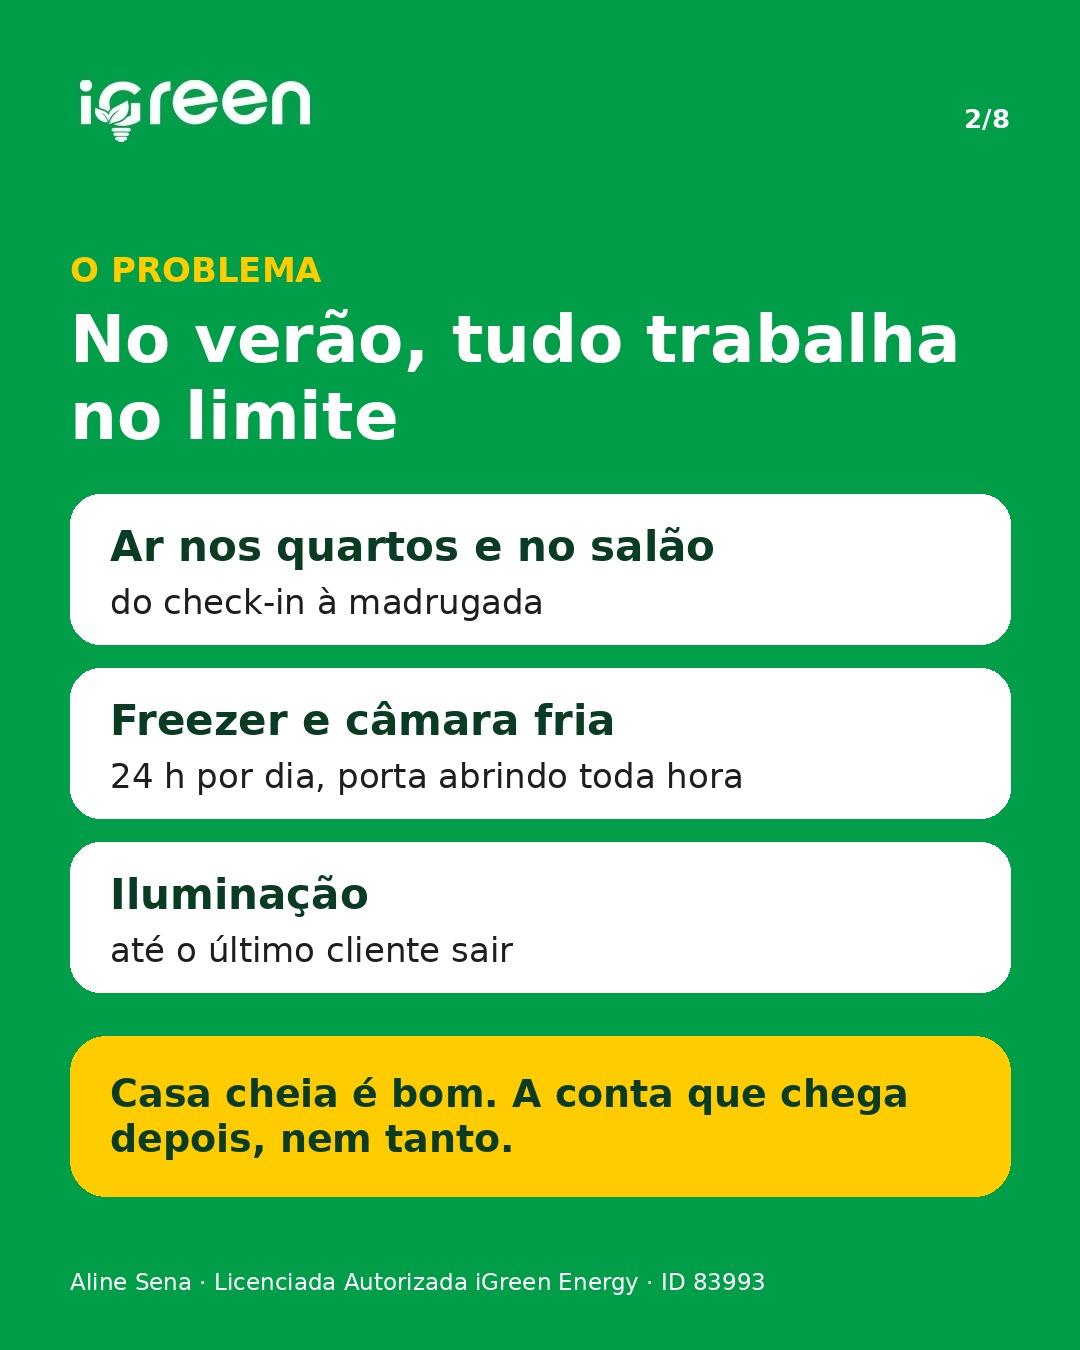 iGreen
2/8
O PROBLEMA
No verão, tudo trabalha
no limite
Ar nos quartos e no salão
do check-in à madrugada
Freezer e câmara fria
24 h por dia, porta abrindo toda hora
Iluminação
até o último cliente sair
Casa cheia é bom. A conta que chega
depois, nem tanto.
Aline Sena · Licenciada Autorizada iGreen Energy · ID 83993